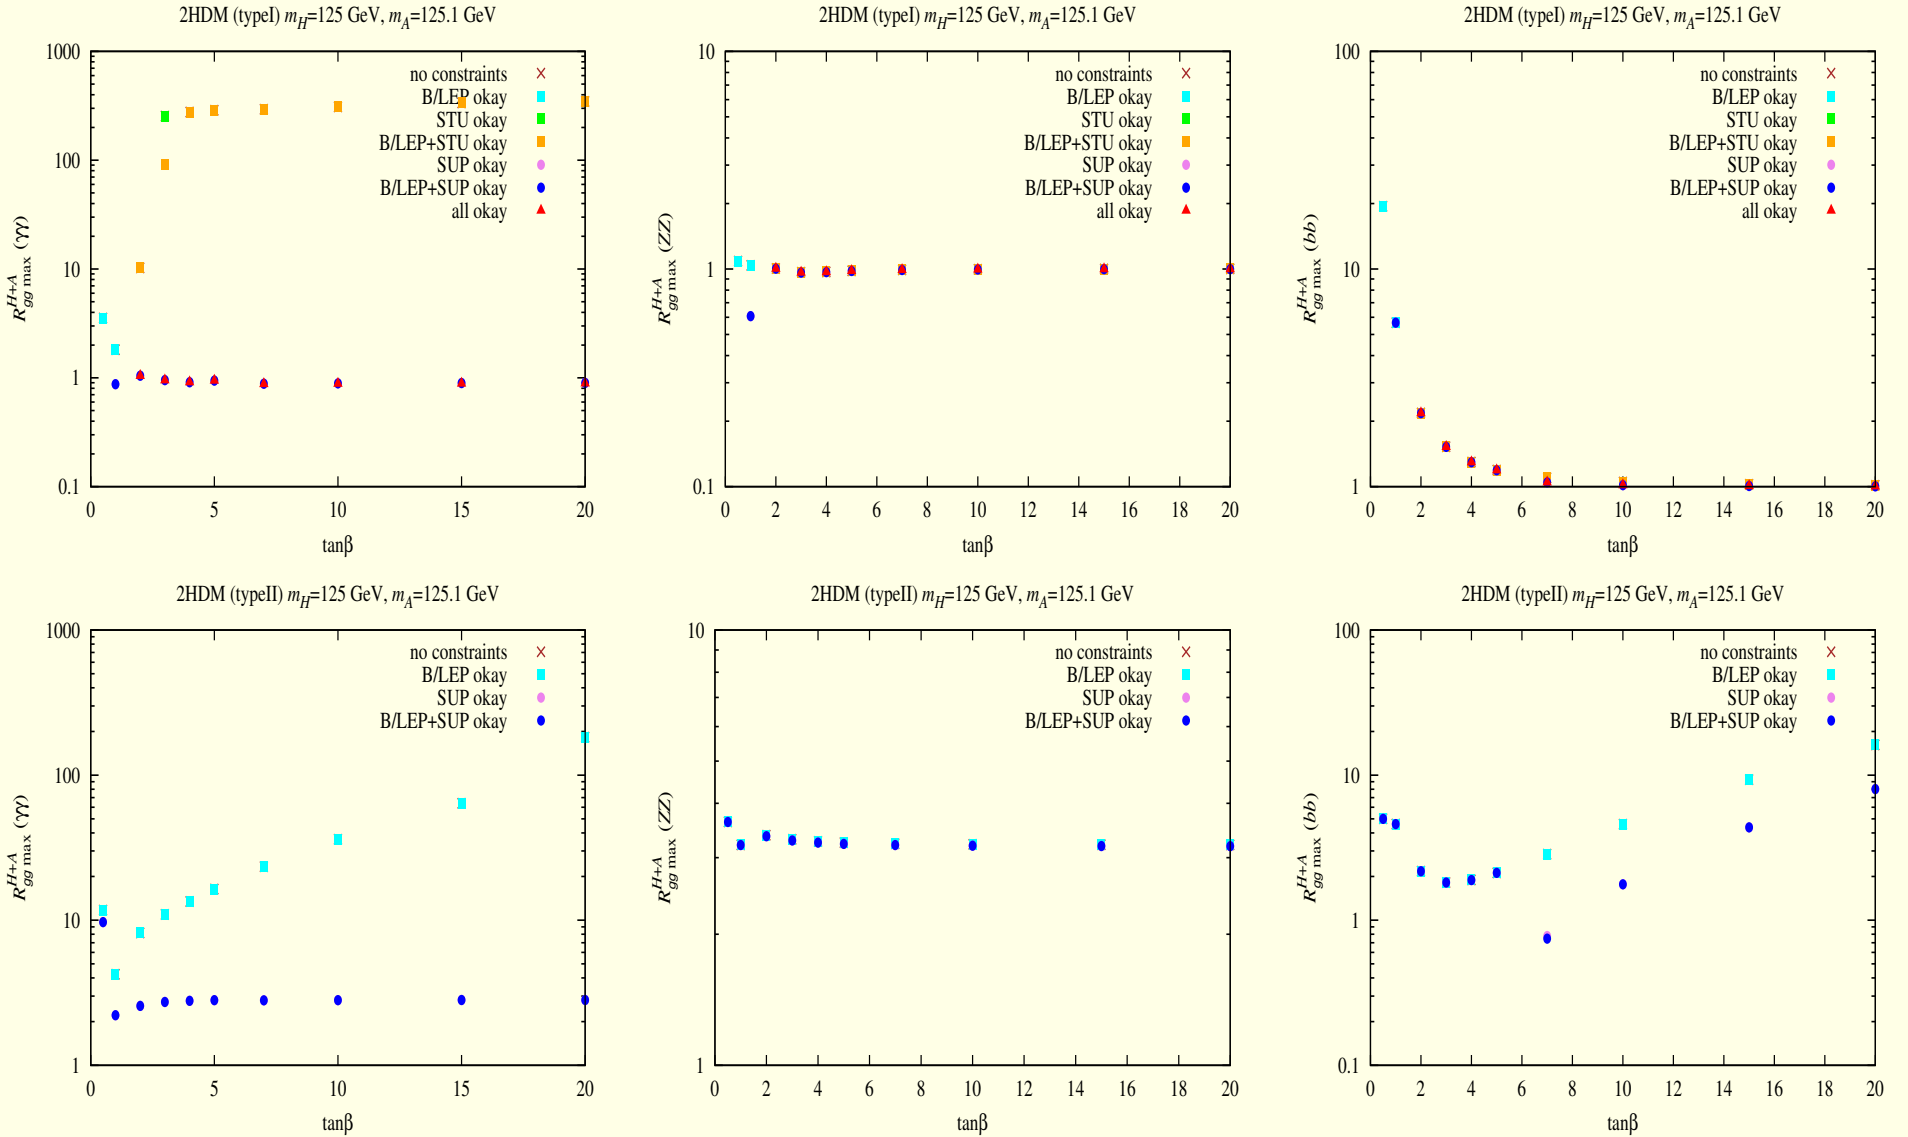 2HDM (typeI) m_H=125 GeV, m_A=125.1 GeV
1000
100
10
1
0.1
R^{H+A}_{gg max} (γγ)
no constraints
B/LEP okay
STU okay
B/LEP+STU okay
SUP okay
B/LEP+SUP okay
all okay
0 5 10 15 20
tanβ
2HDM (typeI) m_H=125 GeV, m_A=125.1 GeV
10
1
0.1
R^{H+A}_{gg max} (ZZ)
no constraints
B/LEP okay
STU okay
B/LEP+STU okay
SUP okay
B/LEP+SUP okay
all okay
0 2 4 6 8 10 12 14 16 18 20
tanβ
2HDM (typeI) m_H=125 GeV, m_A=125.1 GeV
100
10
1
R^{H+A}_{gg max} (bb)
no constraints
B/LEP okay
STU okay
B/LEP+STU okay
SUP okay
B/LEP+SUP okay
all okay
0 2 4 6 8 10 12 14 16 18 20
tanβ
2HDM (typeII) m_H=125 GeV, m_A=125.1 GeV
1000
100
10
1
R^{H+A}_{gg max} (γγ)
no constraints
B/LEP okay
SUP okay
B/LEP+SUP okay
0 5 10 15 20
tanβ
2HDM (typeII) m_H=125 GeV, m_A=125.1 GeV
10
1
R^{H+A}_{gg max} (ZZ)
no constraints
B/LEP okay
SUP okay
B/LEP+SUP okay
0 2 4 6 8 10 12 14 16 18 20
tanβ
2HDM (typeII) m_H=125 GeV, m_A=125.1 GeV
100
10
1
0.1
R^{H+A}_{gg max} (bb)
no constraints
B/LEP okay
SUP okay
B/LEP+SUP okay
0 2 4 6 8 10 12 14 16 18 20
tanβ